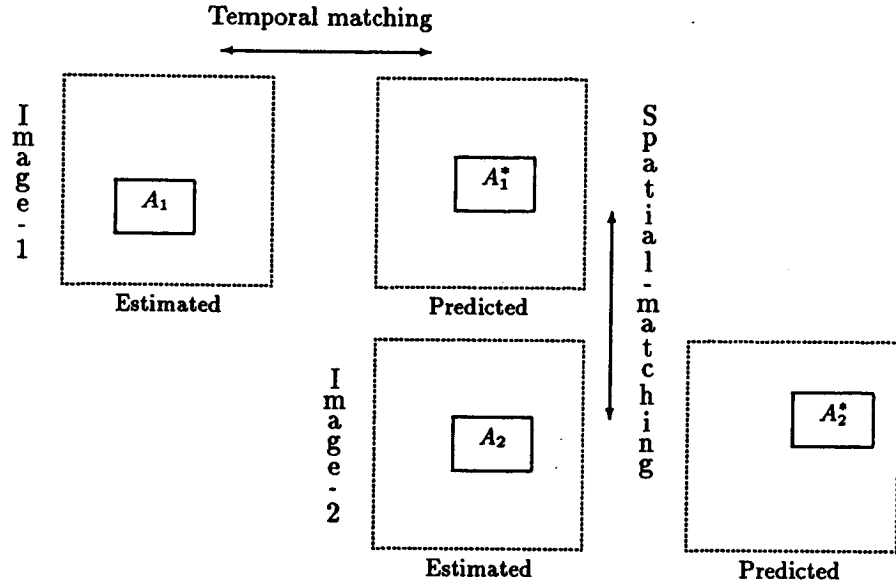 Temporal matching
Image-1
A₁
Estimated
A₁*
Predicted
Spatial-matching
Image-2
A₂
Estimated
A₂*
Predicted